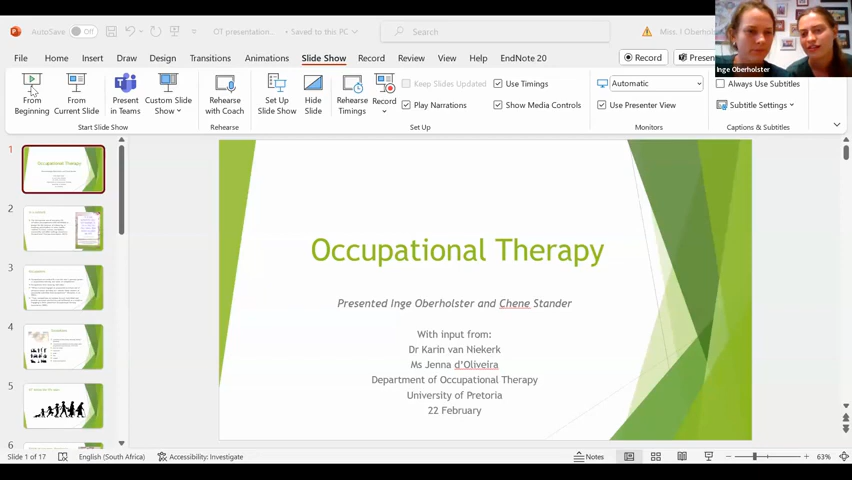 AutoSave Off
OT presentation... • Saved to this PC
Search
Miss. I Oberhol
File Home Insert Draw Design Transitions Animations Slide Show Record Review View Help EndNote 20
Record
Presen
From Beginning
From Current Slide
Present in Teams
Custom Slide Show
Start Slide Show
Rehearse with Coach
Rehearse
Set Up Slide Show
Hide Slide
Rehearse Timings
Record
Keep Slides Updated
Play Narrations
Use Timings
Show Media Controls
Set Up
Automatic
Use Presenter View
Monitors
Always Use Subtitles
Subtitle Settings
Captions & Subtitles
Inge Oberholster
1
Occupational Therapy
2
3
4
5
6
Occupational Therapy
Presented Inge Oberholster and Chene Stander
With input from:
Dr Karin van Niekerk
Ms Jenna d'Oliveira
Department of Occupational Therapy
University of Pretoria
22 February
Slide 1 of 17
English (South Africa)
Accessibility: Investigate
Notes
63%